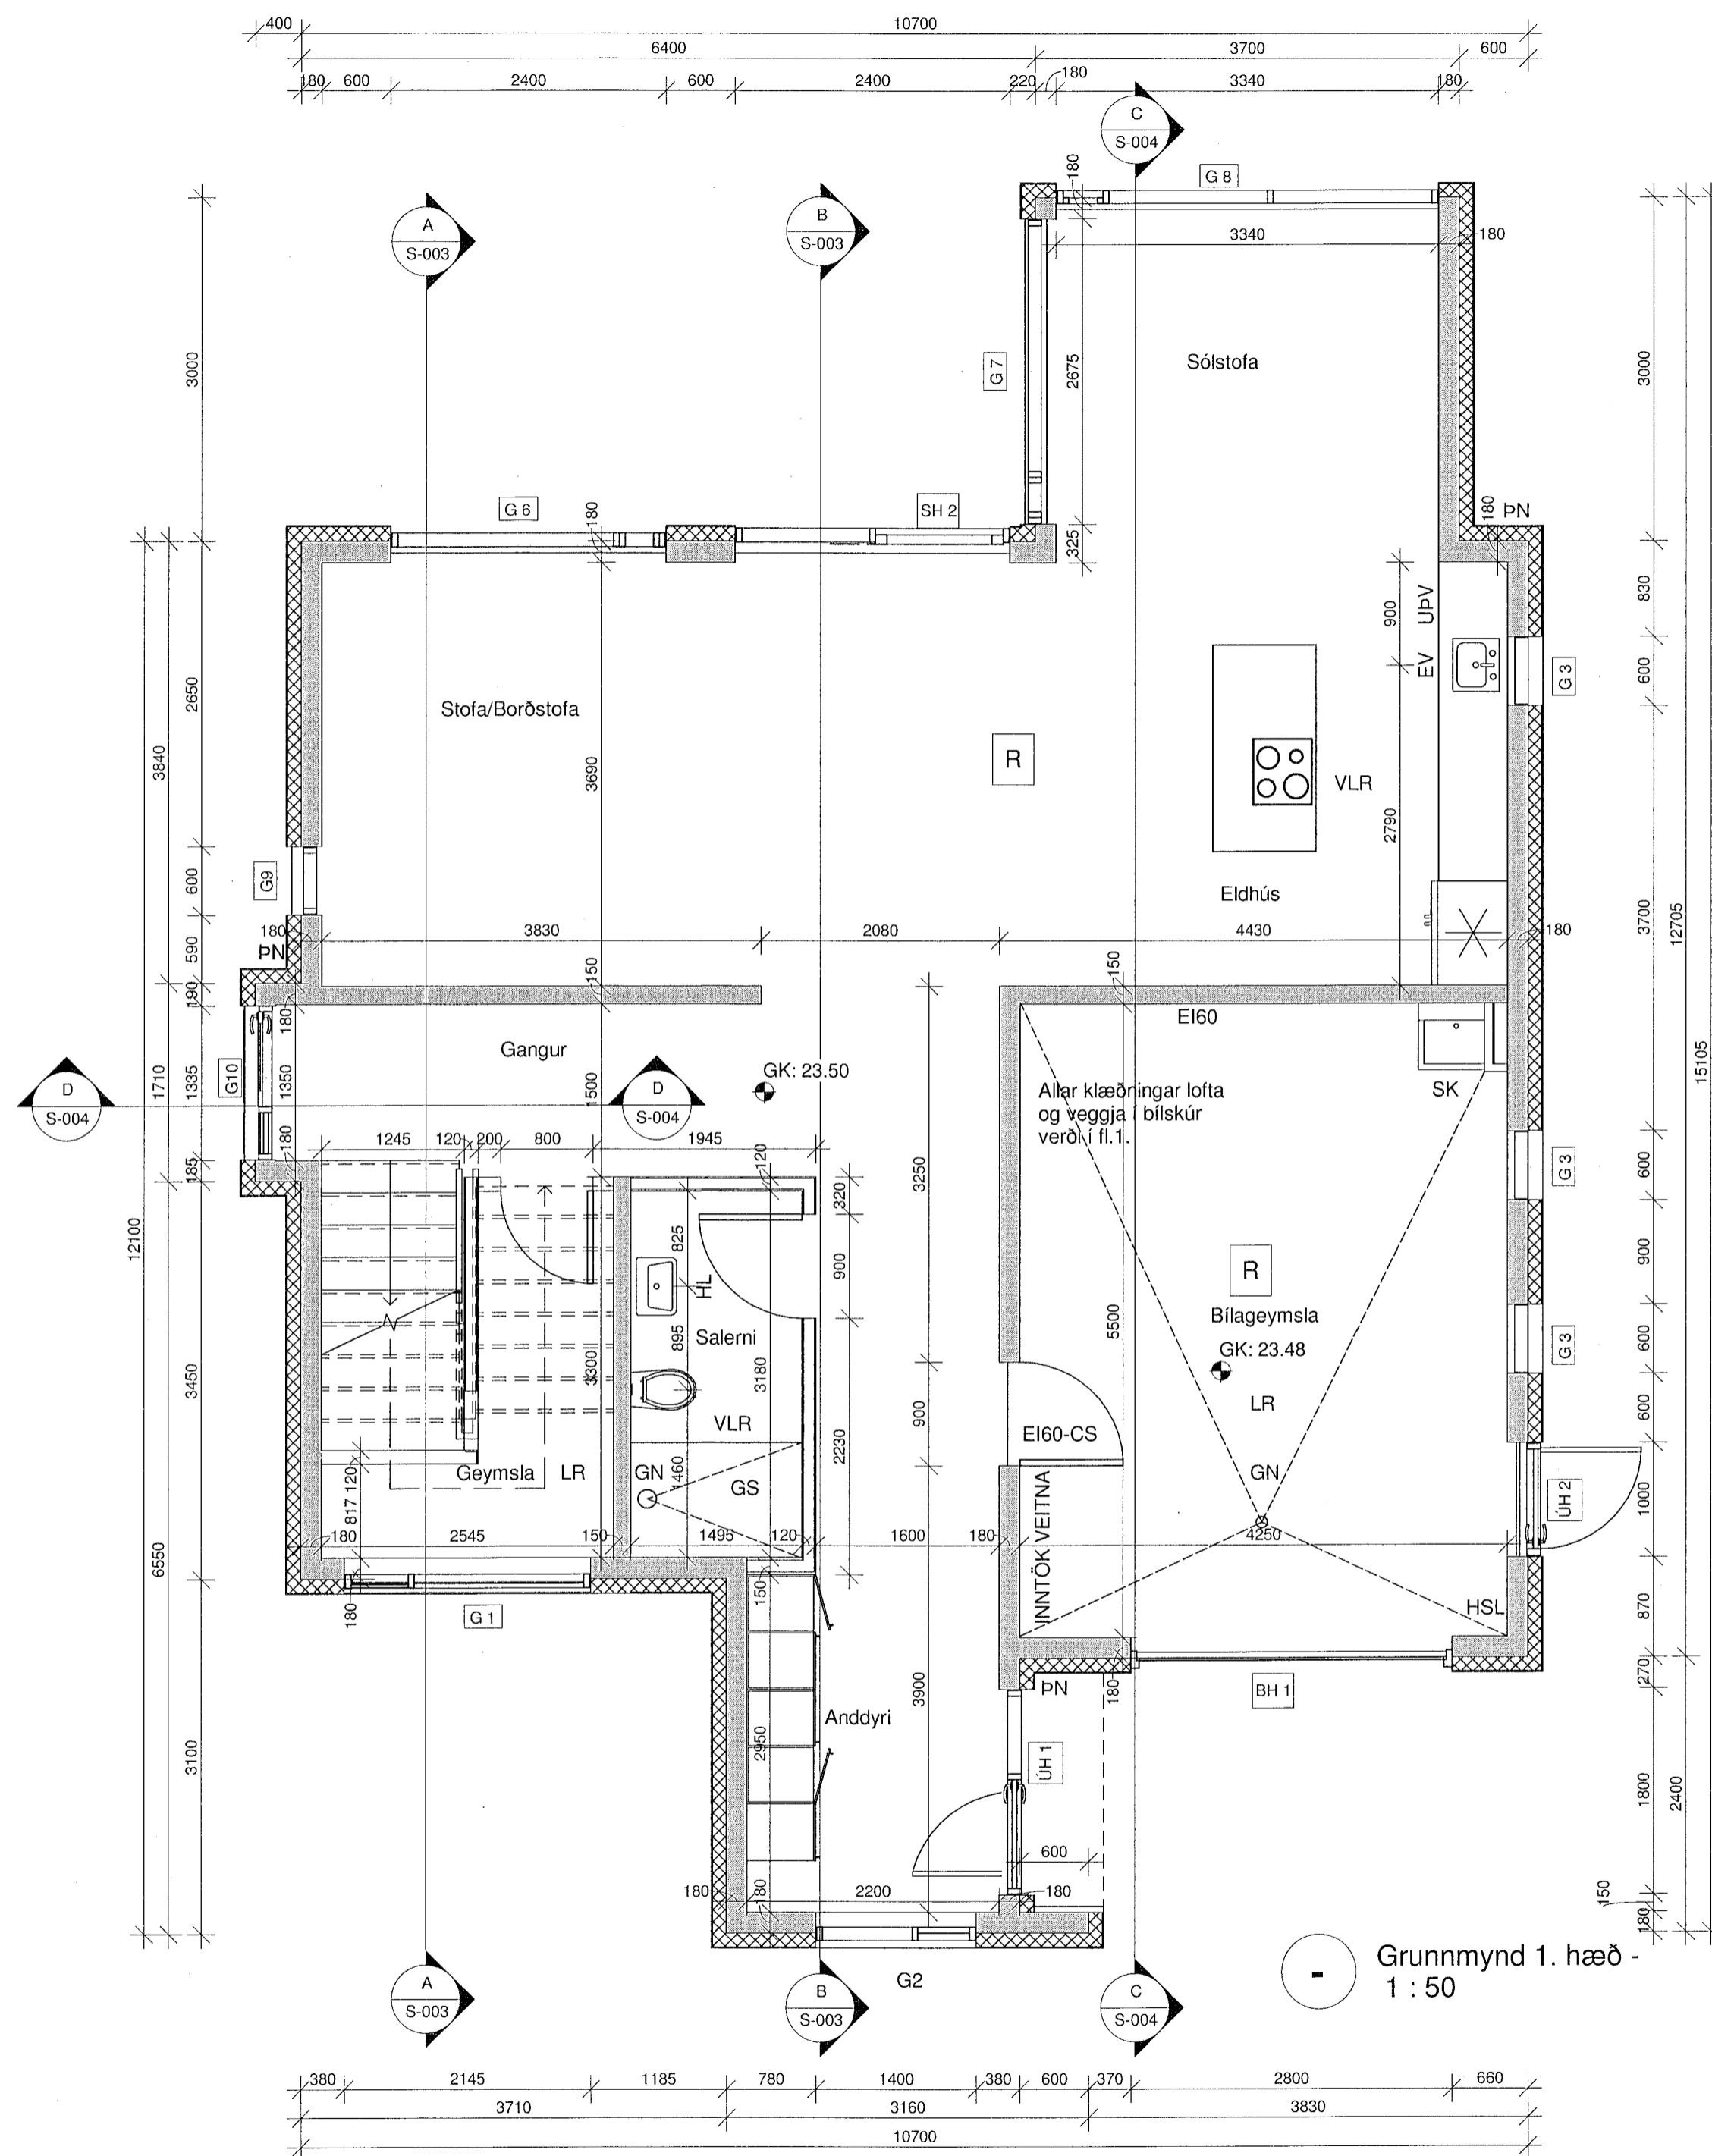 400
10700
6400
3700
600
180
600
2400
600
2400
220
180
3340
180
C
S-004
A
S-003
B
S-003
G 8
180
3340
180
3000
G 7
2675
Sólstofa
3000
G 6
180
SH 2
325
180
ÞN
830
900
UÞV
EV
600
G 3
2650
3840
Stofa/Borðstofa
3690
R
VLR
2790
3700
12705
15105
G9
600
Eldhús
180
ÞN
590
3830
2080
4430
180
190
150
150
EI60
180
Gangur
SK
GK: 23.50
G10
1710
1335
1350
1500
D
S-004
D
S-004
Allar klæðningar lofta
og veggja í bílskúr
verði í fl.1.
600
G 3
180
185
1245
120
200
800
1945
120
320
3250
12100
825
900
HL
R
900
Bílageymsla
GK: 23.48
5500
Salerni
895
3300
3180
3450
600
G 3
LR
600
VLR
900
EI60-CS
2230
Geymsla
LR
GN
1460
GS
GN
817
120
INNTÖK VEITNA
1000
ÚH 2
6550
180
2545
150
1495
120
1600
180
4250
180
G 1
150
HSL
870
270
180
ÞN
BH 1
3900
Anddyri
2950
3100
ÚH 1
1800
2400
600
180
180
2200
180
150
180
G2
A
S-003
B
S-003
C
S-004
-
Grunnmynd 1. hæð -
1 : 50
380
2145
1185
780
1400
380
600
370
2800
660
3710
3160
3830
10700